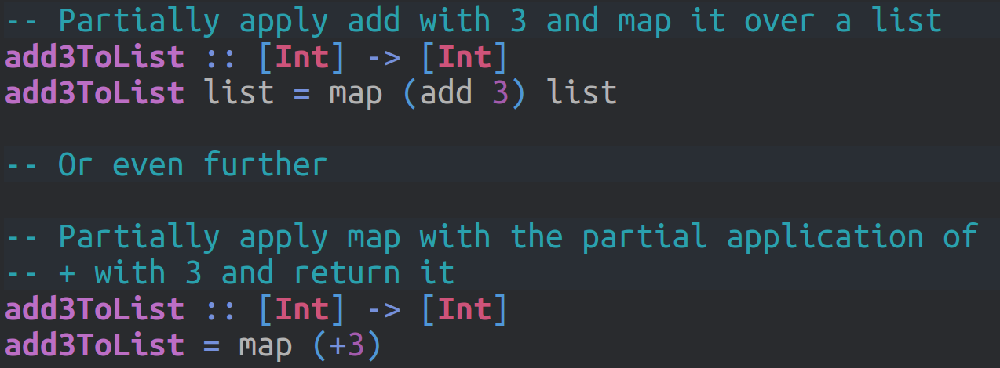 -- Partially apply add with 3 and map it over a list
add3ToList :: [Int] -> [Int]
add3ToList list = map (add 3) list
-- Or even further
-- Partially apply map with the partial application of
-- + with 3 and return it
add3ToList :: [Int] -> [Int]
add3ToList = map (+3)